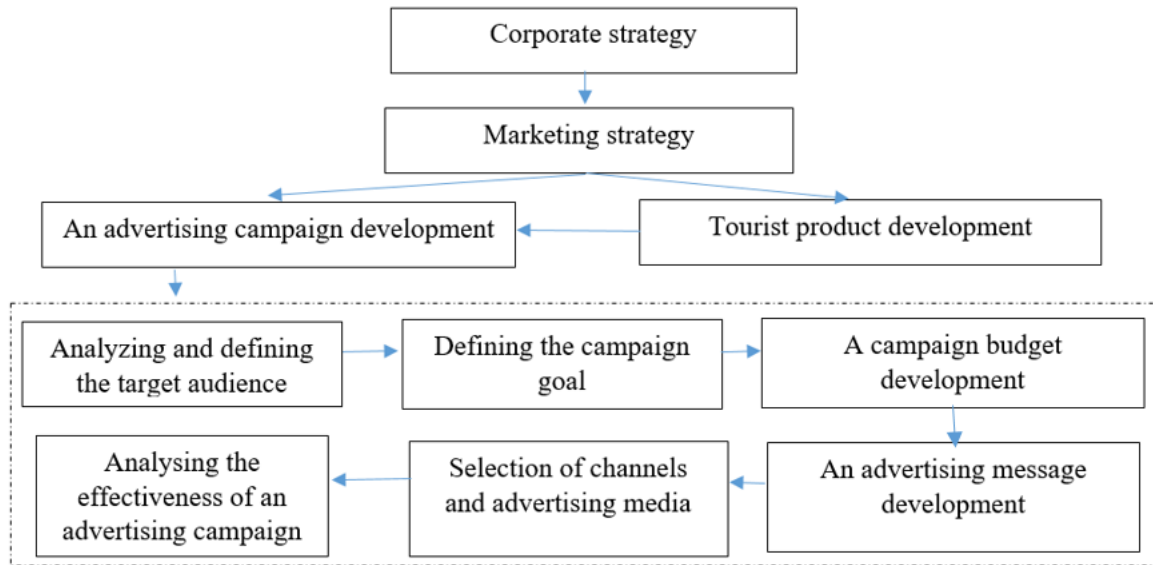 Corporate strategy
Marketing strategy
An advertising campaign development
Tourist product development
Analyzing and defining
the target audience
Defining the campaign
goal
A campaign budget
development
Analysing the
effectiveness of an
advertising campaign
Selection of channels
and advertising media
An advertising message
development